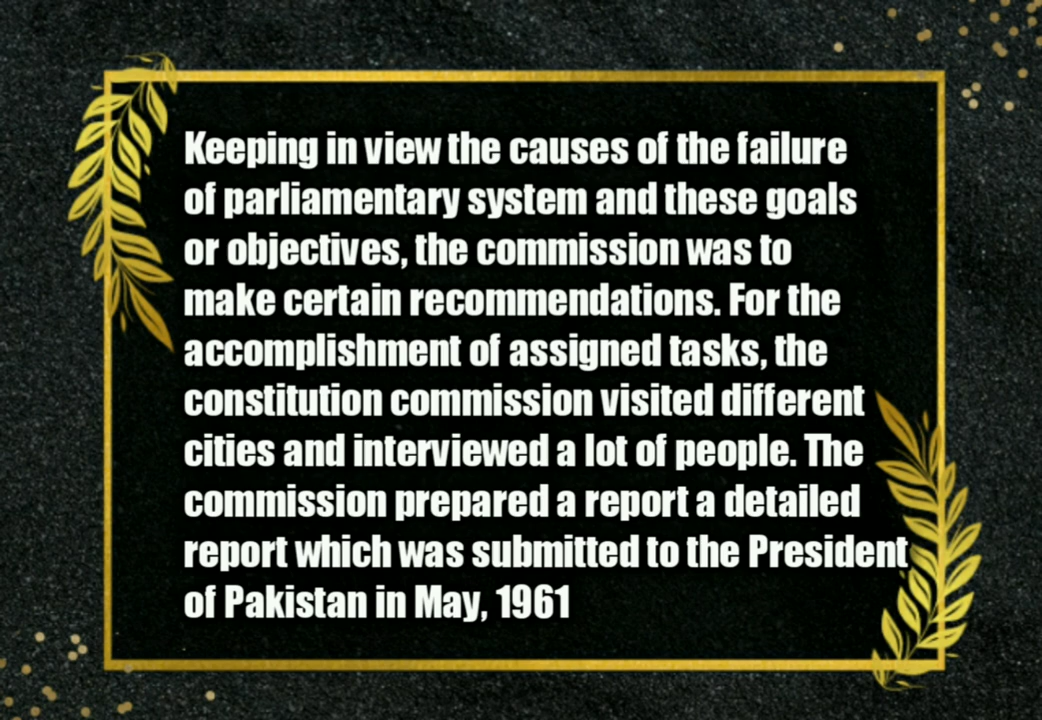 Keeping in view the causes of the failure
of parliamentary system and these goals
or objectives, the commission was to
make certain recommendations. For the
accomplishment of assigned tasks, the
constitution commission visited different
cities and interviewed a lot of people. The
commission prepared a report a detailed
report which was submitted to the President
of Pakistan in May, 1961